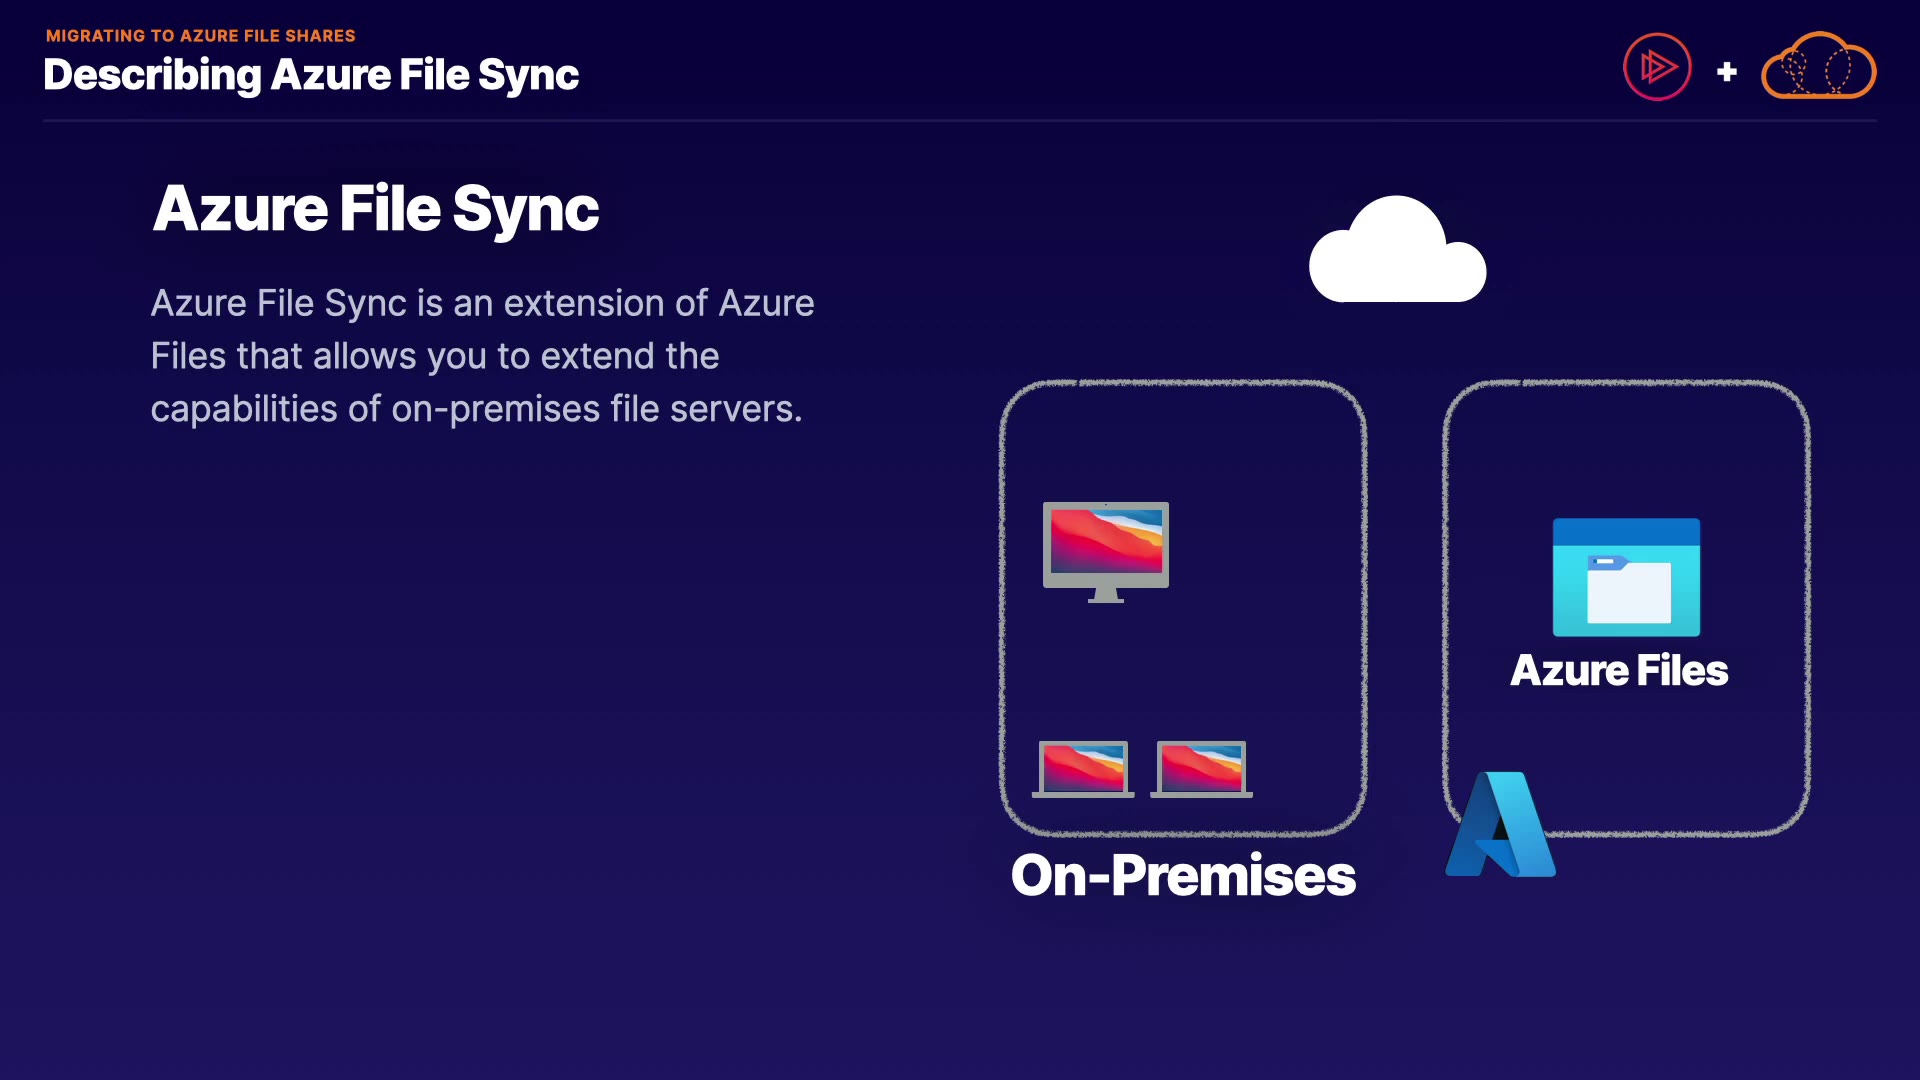 MIGRATING TO AZURE FILE SHARES
Describing Azure File Sync
Azure File Sync
Azure File Sync is an extension of Azure
Files that allows you to extend the
capabilities of on-premises file servers.
Azure Files
On-Premises